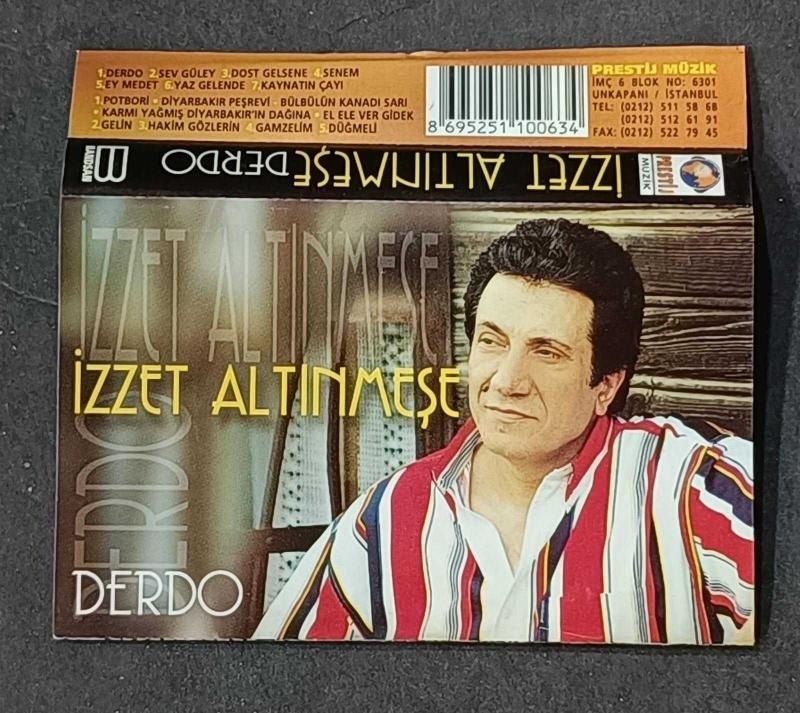 1.DERDO 2.SEV GÜLEY 3.DOST GELSENE 4.SENEM
5.EY MEDET 6.YAZ GELENDE 7.KAYNATIN ÇAYI
1.POTBORİ • DİYARBAKIR PEŞREVİ • BÜLBÜLÜN KANADI SARI
• KARMI YAĞMIŞ DİYARBAKIR'IN DAĞINA • EL ELE VER GİDEK
2.GELİN 3.HAKİM GÖZLERİN 4.GAMZELİM 5.DÜĞMELİ
8 695251 100634
PRESTİJ MÜZİK
İMÇ 6 BLOK NO: 6301
UNKAPANI / İSTANBUL
TEL: (0212) 511 58 68
(0212) 512 61 91
FAX: (0212) 522 79 45
BANDSAN
İZZET ALTINMEŞE DERDO
PRESTİJ
MÜZİK
İZZET ALTINMEŞE
İZZET ALTINMEŞE
DERDO
DERDO